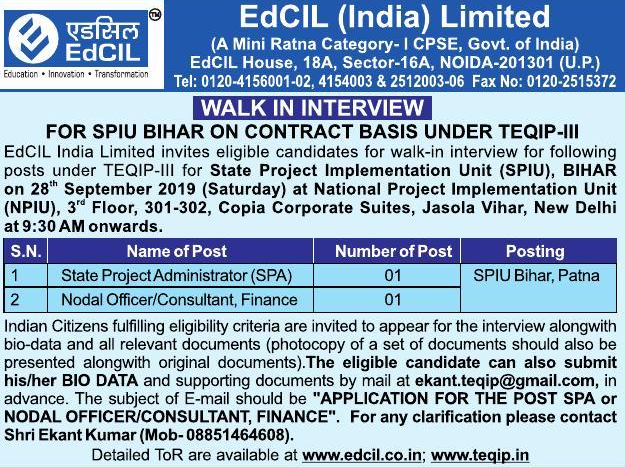 एडसिल
EdCIL
Education • Innovation • Transformation
TM
EdCIL (India) Limited
(A Mini Ratna Category- I CPSE, Govt. of India)
EdCIL House, 18A, Sector-16A, NOIDA-201301 (U.P.)
Tel: 0120-4156001-02, 4154003 & 2512003-06 Fax No: 0120-2515372
WALK IN INTERVIEW
FOR SPIU BIHAR ON CONTRACT BASIS UNDER TEQIP-III
EdCIL India Limited invites eligible candidates for walk-in interview for following
posts under TEQIP-III for State Project Implementation Unit (SPIU), BIHAR
on 28th September 2019 (Saturday) at National Project Implementation Unit
(NPIU), 3rd Floor, 301-302, Copia Corporate Suites, Jasola Vihar, New Delhi
at 9:30 AM onwards.
S.N. Name of Post Number of Post Posting
1 State Project Administrator (SPA) 01 SPIU Bihar, Patna
2 Nodal Officer/Consultant, Finance 01
Indian Citizens fulfilling eligibility criteria are invited to appear for the interview alongwith
bio-data and all relevant documents (photocopy of a set of documents should also be
presented alongwith original documents).The eligible candidate can also submit
his/her BIO DATA and supporting documents by mail at ekant.teqip@gmail.com, in
advance. The subject of E-mail should be "APPLICATION FOR THE POST SPA or
NODAL OFFICER/CONSULTANT, FINANCE". For any clarification please contact
Shri Ekant Kumar (Mob- 08851464608).
Detailed ToR are available at www.edcil.co.in; www.teqip.in